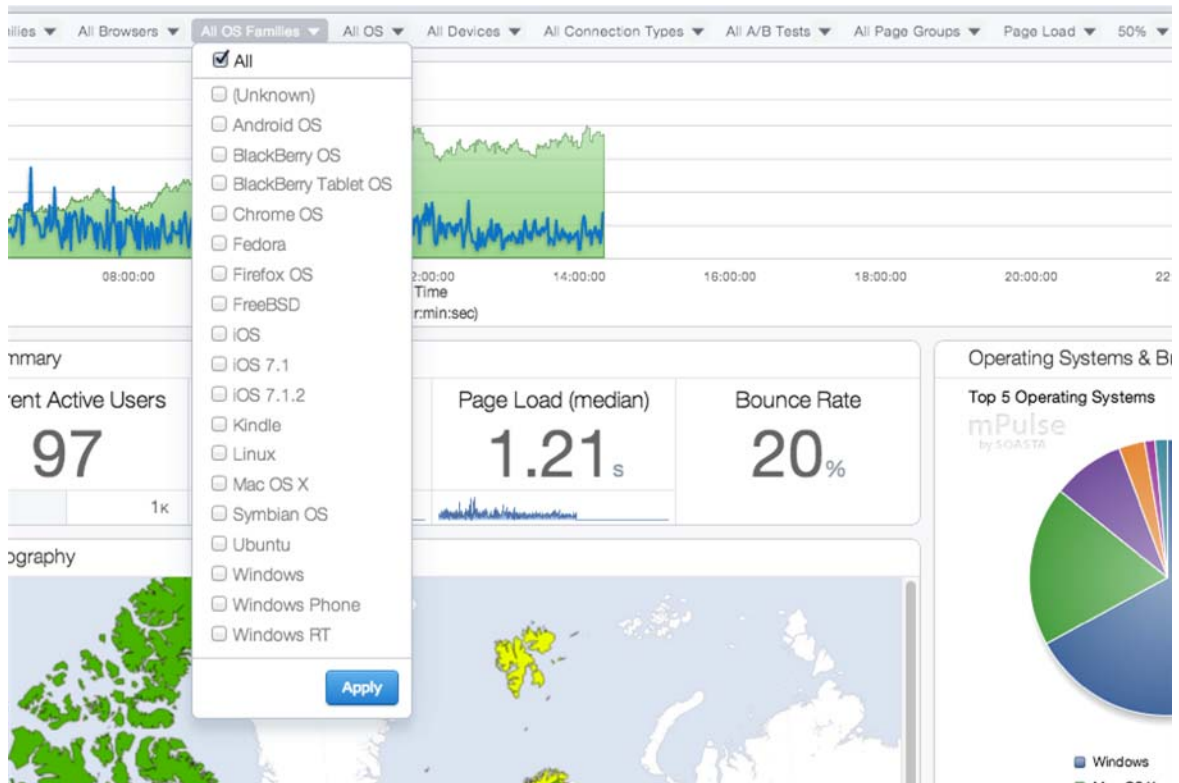 ilies All Browsers All OS Families All OS All Devices All Connection Types All A/B Tests All Page Groups Page Load 50%
All
(Unknown)
Android OS
BlackBerry OS
BlackBerry Tablet OS
Chrome OS
Fedora
Firefox OS
FreeBSD
iOS
iOS 7.1
iOS 7.1.2
Kindle
Linux
Mac OS X
Symbian OS
Ubuntu
Windows
Windows Phone
Windows RT
Apply
08:00:00 2:00:00 14:00:00 16:00:00 18:00:00 20:00:00 22
Time
r:min:sec)
mmary
rent Active Users
97
1K
Page Load (median)
1.21 s
Bounce Rate
20%
ography
Operating Systems & B
Top 5 Operating Systems
mPulse
by SOASTA
Windows